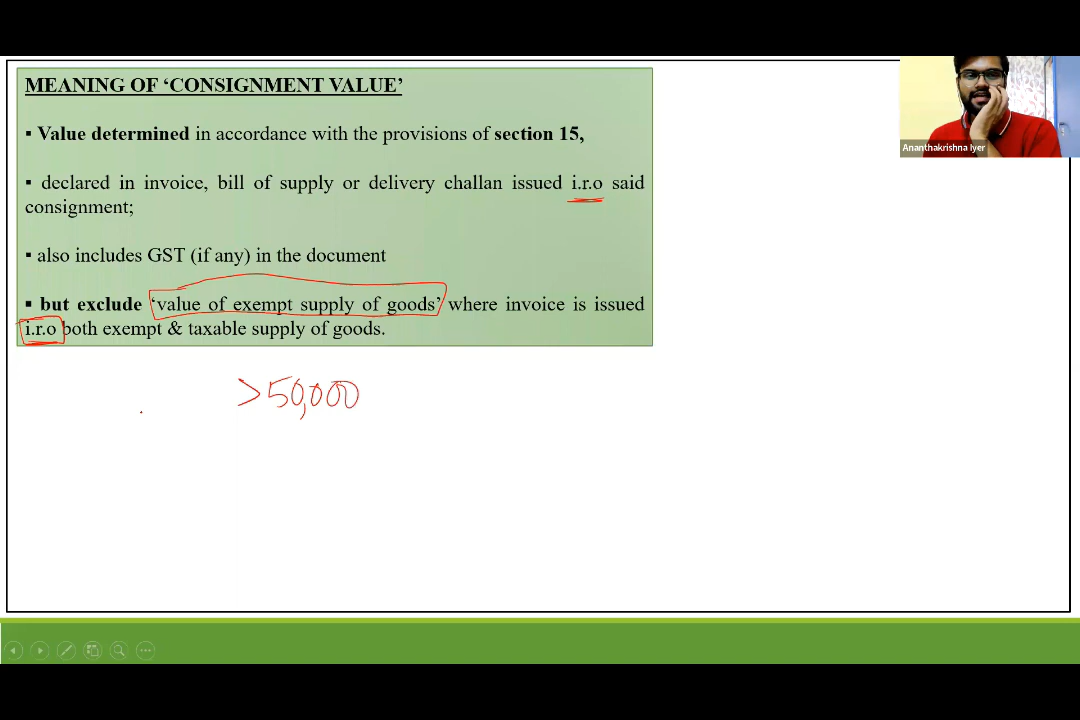 MEANING OF ‘CONSIGNMENT VALUE’
▪ Value determined in accordance with the provisions of section 15,
▪ declared in invoice, bill of supply or delivery challan issued i.r.o said
consignment;
▪ also includes GST (if any) in the document
▪ but exclude ‘value of exempt supply of goods’ where invoice is issued
i.r.o both exempt & taxable supply of goods.
>50,000
Ananthakrishna Iyer